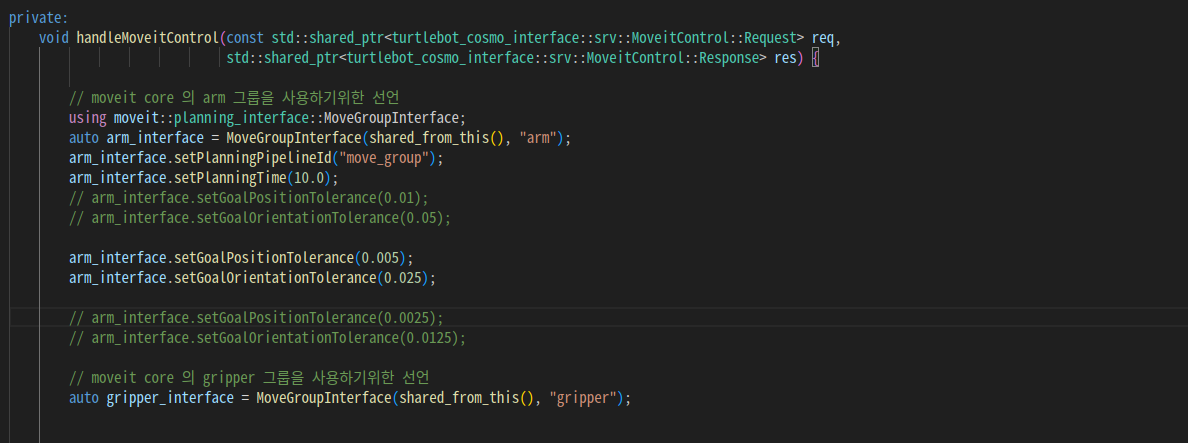 private:
void handleMoveitControl(const std::shared_ptr<turtlebot_cosmo_interface::srv::MoveitControl::Request> req,
std::shared_ptr<turtlebot_cosmo_interface::srv::MoveitControl::Response> res) {
// moveit core 의 arm 그룹을 사용하기위한 선언
using moveit::planning_interface::MoveGroupInterface;
auto arm_interface = MoveGroupInterface(shared_from_this(), "arm");
arm_interface.setPlanningPipelineId("move_group");
arm_interface.setPlanningTime(10.0);
// arm_interface.setGoalPositionTolerance(0.01);
// arm_interface.setGoalOrientationTolerance(0.05);
arm_interface.setGoalPositionTolerance(0.005);
arm_interface.setGoalOrientationTolerance(0.025);
// arm_interface.setGoalPositionTolerance(0.0025);
// arm_interface.setGoalOrientationTolerance(0.0125);
// moveit core 의 gripper 그룹을 사용하기위한 선언
auto gripper_interface = MoveGroupInterface(shared_from_this(), "gripper");